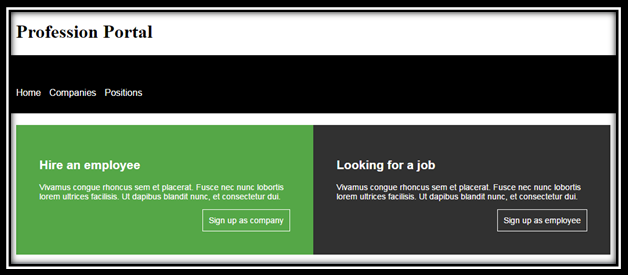 Profession Portal
Home Companies Positions
Hire an employee
Vivamus congue rhoncus sem et placerat. Fusce nec nunc lobortis
lorem ultrices facilisis. Ut dapibus blandit nunc, et consectetur dui.
Sign up as company
Looking for a job
Vivamus congue rhoncus sem et placerat. Fusce nec nunc lobortis
lorem ultrices facilisis. Ut dapibus blandit nunc, et consectetur dui.
Sign up as employee